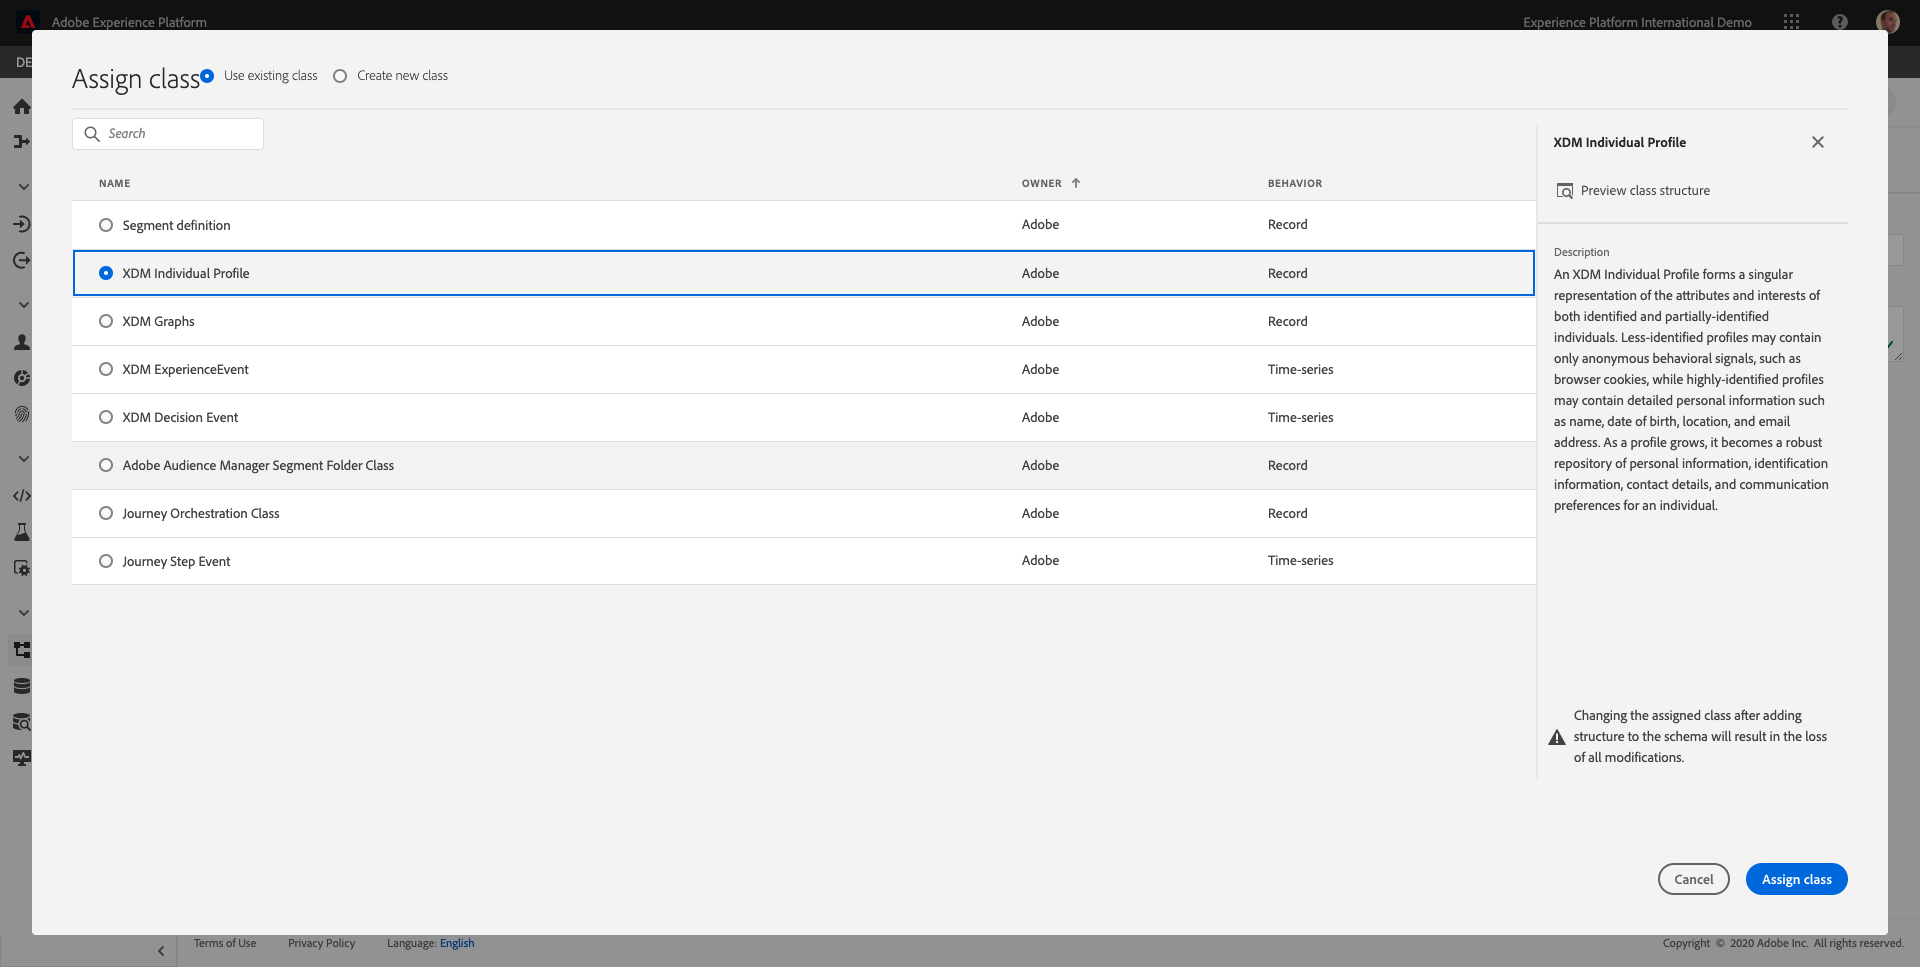 Adobe Experience Platform
Experience Platform International Demo
DE
Assign class
Use existing class
Create new class
Search
NAME OWNER BEHAVIOR
Segment definition Adobe Record
XDM Individual Profile Adobe Record
XDM Graphs Adobe Record
XDM ExperienceEvent Adobe Time-series
XDM Decision Event Adobe Time-series
Adobe Audience Manager Segment Folder Class Adobe Record
Journey Orchestration Class Adobe Record
Journey Step Event Adobe Time-series
XDM Individual Profile
Preview class structure
Description
An XDM Individual Profile forms a singular
representation of the attributes and interests of
both identified and partially-identified
individuals. Less-identified profiles may contain
only anonymous behavioral signals, such as
browser cookies, while highly-identified profiles
may contain detailed personal information such
as name, date of birth, location, and email
address. As a profile grows, it becomes a robust
repository of personal information, identification
information, contact details, and communication
preferences for an individual.
Changing the assigned class after adding
structure to the schema will result in the loss
of all modifications.
Cancel
Assign class
Terms of Use
Privacy Policy
Language: English
Copyright © 2020 Adobe Inc. All rights reserved.